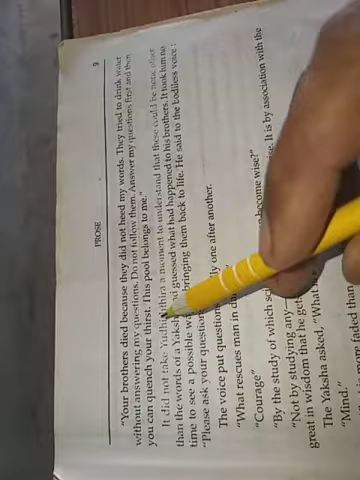 PROSE 9
"Your brothers died because they did not heed my words. They tried to drink water
without answering my questions. Do not follow them. Answer my questions first and then
you can quench your thirst. This pool belongs to me."
It did not take Yudhishthira a moment to understand that these could be none other
than the words of a Yaksha guessed what had happened to his brothers. It took him no
time to see a possible bringing them back to life. He said to the bodiless voice :
"Please ask your question
The voice put question one after another.
"What rescues man in
"Courage"
"By the study of which become wise?"
"Not by studying any It is by association with the
great in wisdom that he
The Yaksha asked, "What
"Mind."
faded than